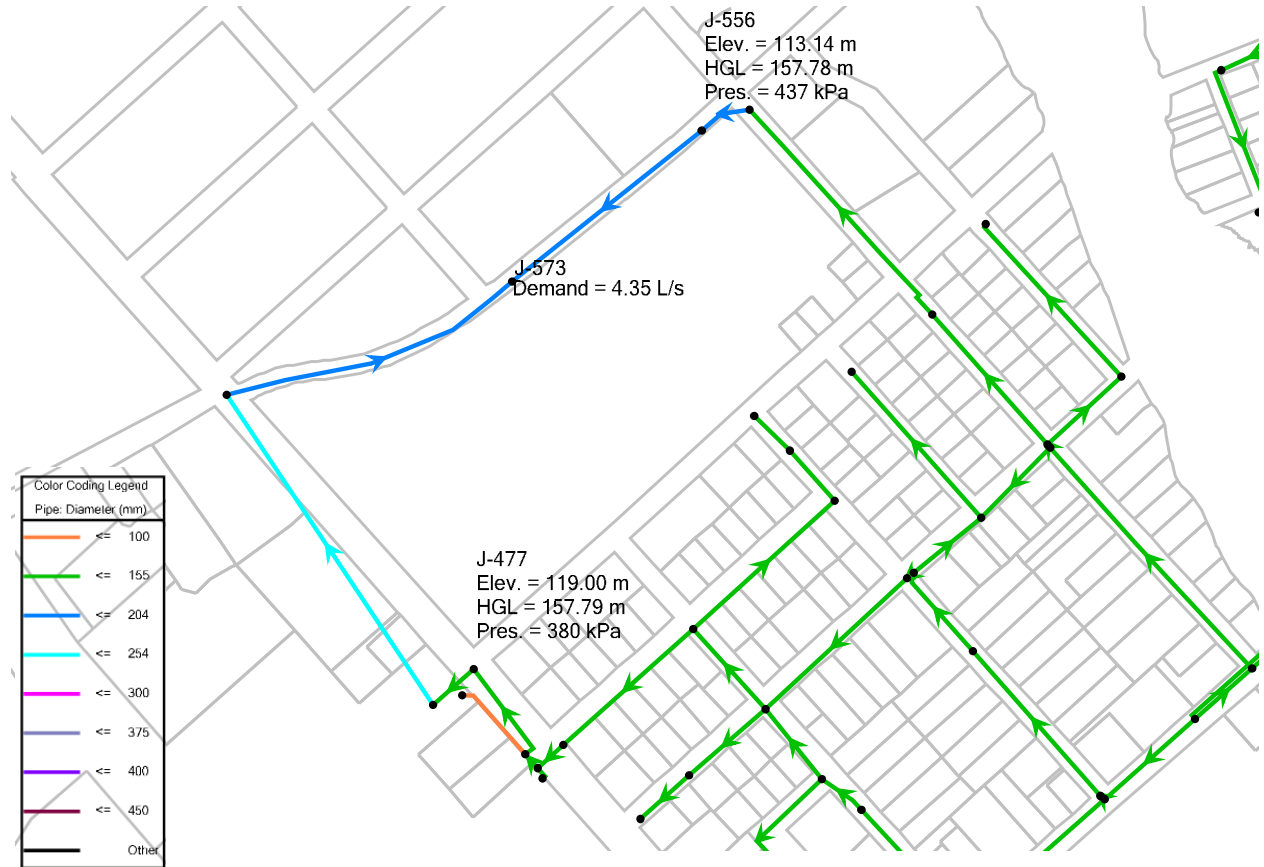 J-556
Elev. = 113.14 m
HGL = 157.78 m
Pres. = 437 kPa
J-573
Demand = 4.35 L/s
J-477
Elev. = 119.00 m
HGL = 157.79 m
Pres. = 380 kPa
Color Coding Legend
Pipe: Diameter (mm)
<= 100
<= 155
<= 204
<= 254
<= 300
<= 375
<= 400
<= 450
Other